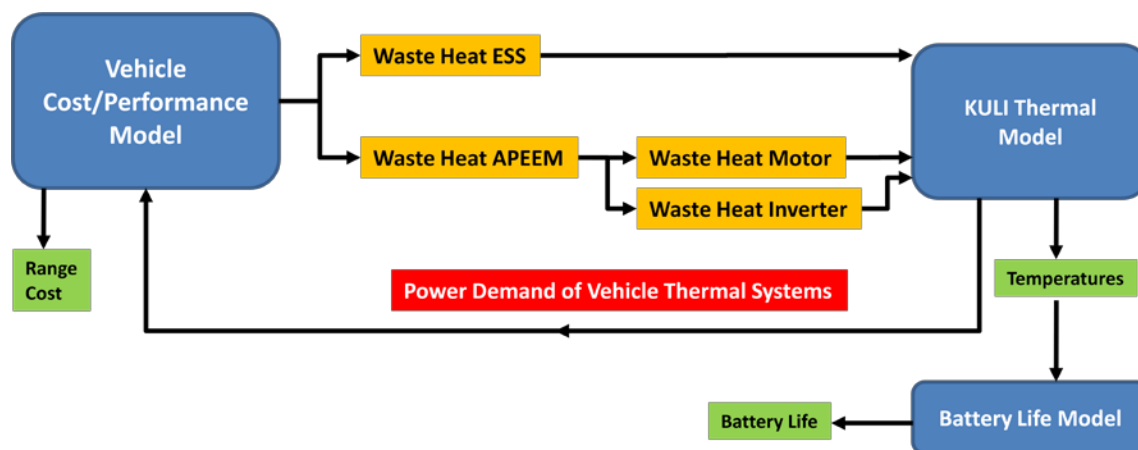 Vehicle
Cost/Performance
Model
Waste Heat ESS
Waste Heat APEEM
Waste Heat Motor
Waste Heat Inverter
KULI Thermal
Model
Range
Cost
Power Demand of Vehicle Thermal Systems
Temperatures
Battery Life
Battery Life Model